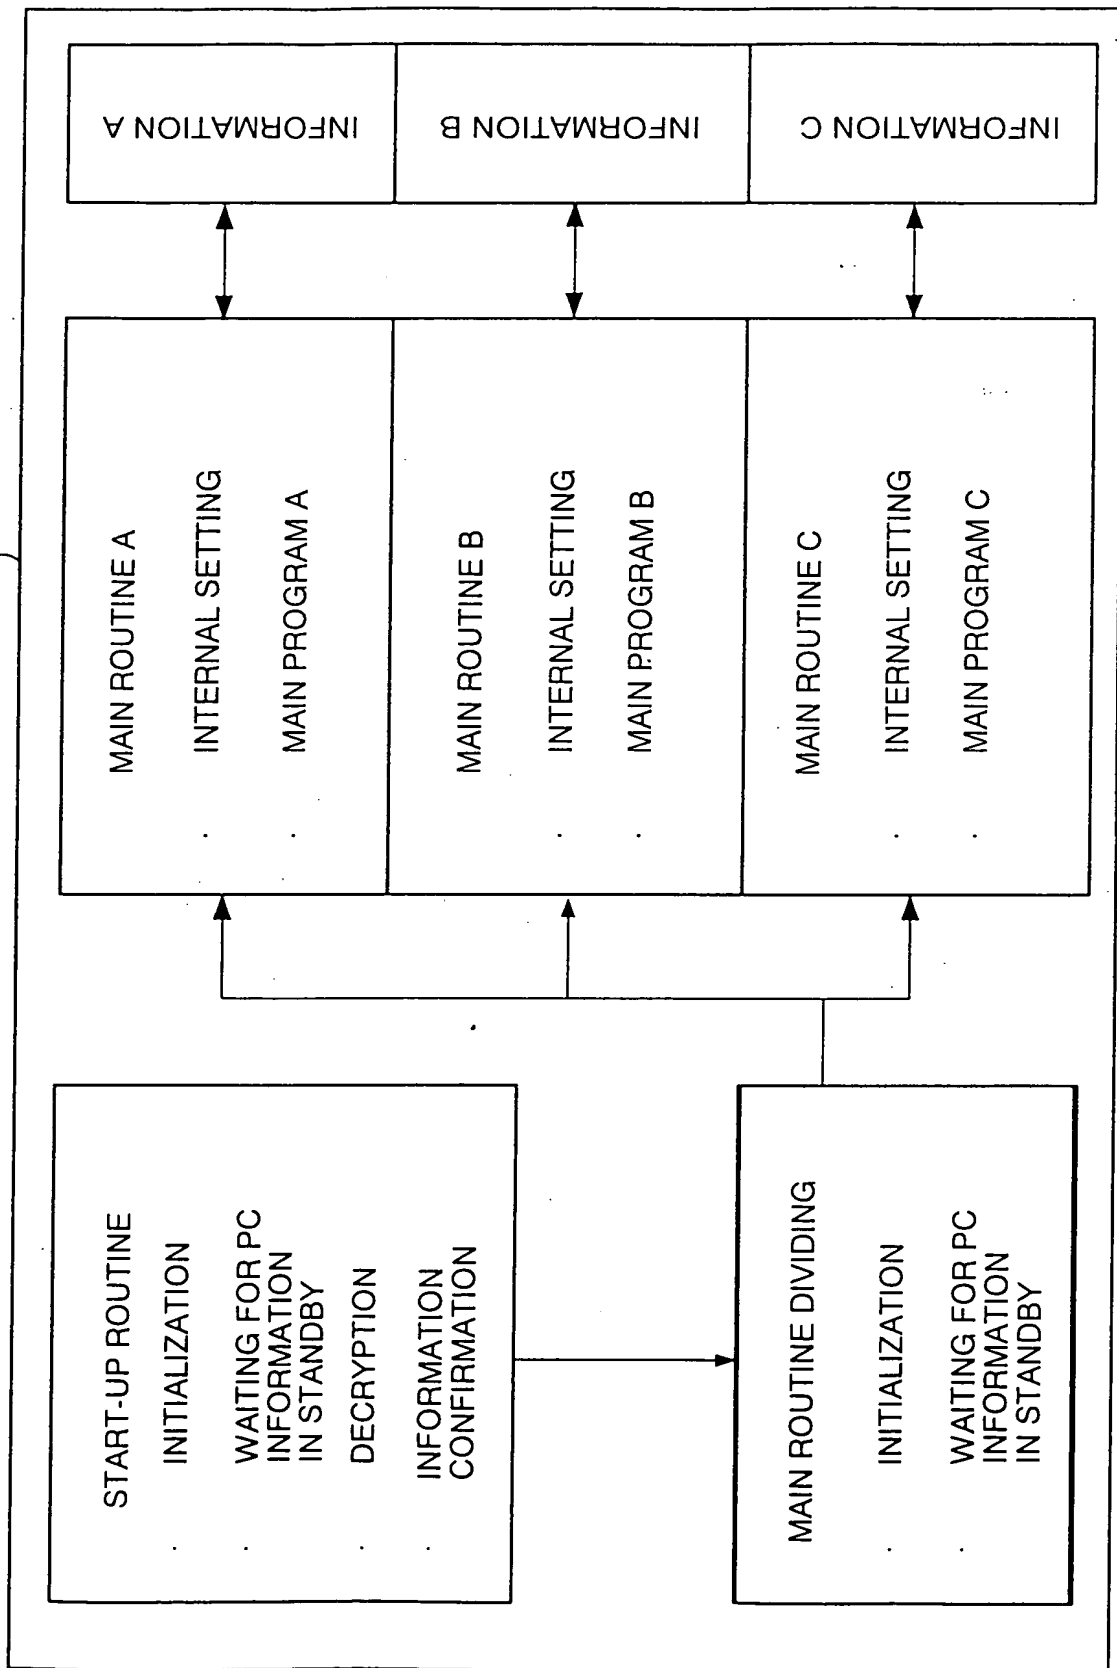 START-UP ROUTINE
. INITIALIZATION
. WAITING FOR PC
INFORMATION
IN STANDBY
. DECRYPTION
. INFORMATION
CONFIRMATION
MAIN ROUTINE DIVIDING
. INITIALIZATION
. WAITING FOR PC
INFORMATION
IN STANDBY
MAIN ROUTINE A
. INTERNAL SETTING
. MAIN PROGRAM A
MAIN ROUTINE B
. INTERNAL SETTING
. MAIN PROGRAM B
MAIN ROUTINE C
. INTERNAL SETTING
. MAIN PROGRAM C
INFORMATION A
INFORMATION B
INFORMATION C